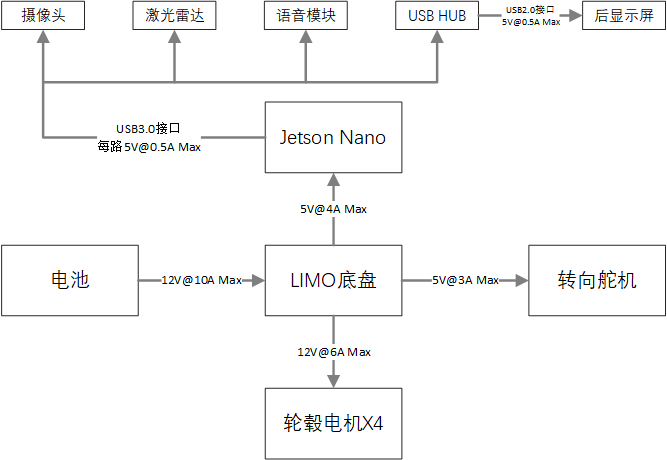 摄像头
激光雷达
语音模块
USB HUB
USB2.0接口
5V@0.5A Max
后显示屏
USB3.0接口
每路5V@0.5A Max
Jetson Nano
5V@4A Max
电池
12V@10A Max
LIMO底盘
5V@3A Max
转向舵机
12V@6A Max
轮毂电机X4